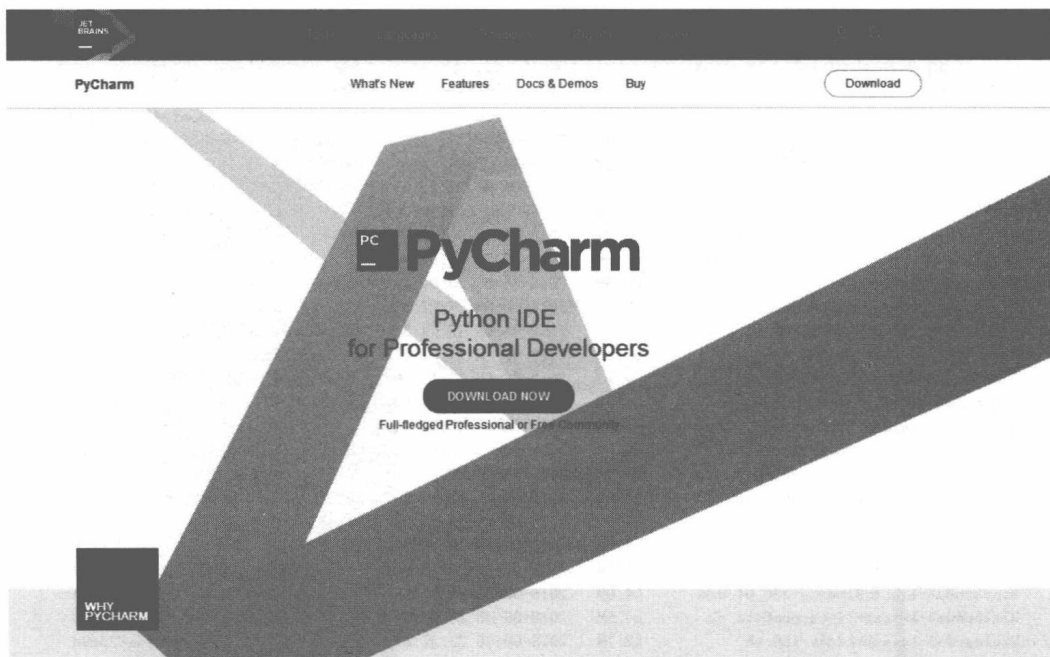 JET
BRAINS
PyCharm
What's New Features Docs & Demos Buy
Download
PC
PyCharm
Python IDE
for Professional Developers
DOWNLOAD NOW
Full-fledged Professional or Free Community
WHY
PYCHARM